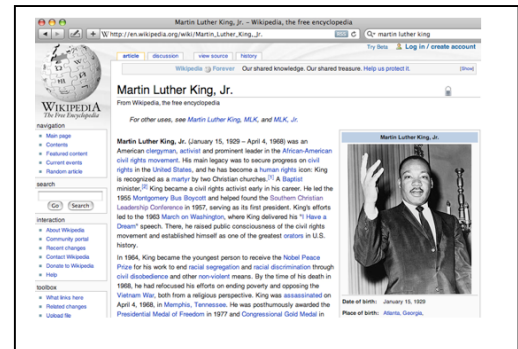 Martin Luther King, Jr. – Wikipedia, the free encyclopedia
http://en.wikipedia.org/wiki/Martin_Luther_King,_Jr.
martin luther king
Try Beta Log in / create account
article discussion view source history
Wikipedia Forever Our shared knowledge. Our shared treasure. Help us protect it. [Show]
WIKIPEDIA
The Free Encyclopedia
navigation
Main page
Contents
Featured content
Current events
Random article
search
Go Search
interaction
About Wikipedia
Community portal
Recent changes
Contact Wikipedia
Donate to Wikipedia
Help
toolbox
What links here
Related changes
Upload file
Martin Luther King, Jr.
From Wikipedia, the free encyclopedia
For other uses, see Martin Luther King, MLK, and MLK, Jr.
Martin Luther King, Jr. (January 15, 1929 – April 4, 1968) was an
American clergyman, activist and prominent leader in the African-American
civil rights movement. His main legacy was to secure progress on civil
rights in the United States, and he has become a human rights icon: King
is recognized as a martyr by two Christian churches.[1] A Baptist
minister,[2] King became a civil rights activist early in his career. He led the
1955 Montgomery Bus Boycott and helped found the Southern Christian
Leadership Conference in 1957, serving as its first president. King's efforts
led to the 1963 March on Washington, where King delivered his "I Have a
Dream" speech. There, he raised public consciousness of the civil rights
movement and established himself as one of the greatest orators in U.S.
history.
In 1964, King became the youngest person to receive the Nobel Peace
Prize for his work to end racial segregation and racial discrimination through
civil disobedience and other non-violent means. By the time of his death in
1968, he had refocused his efforts on ending poverty and opposing the
Vietnam War, both from a religious perspective. King was assassinated on
April 4, 1968, in Memphis, Tennessee. He was posthumously awarded the
Presidential Medal of Freedom in 1977 and Congressional Gold Medal in
Martin Luther King, Jr.
Date of birth: January 15, 1929
Place of birth: Atlanta, Georgia,